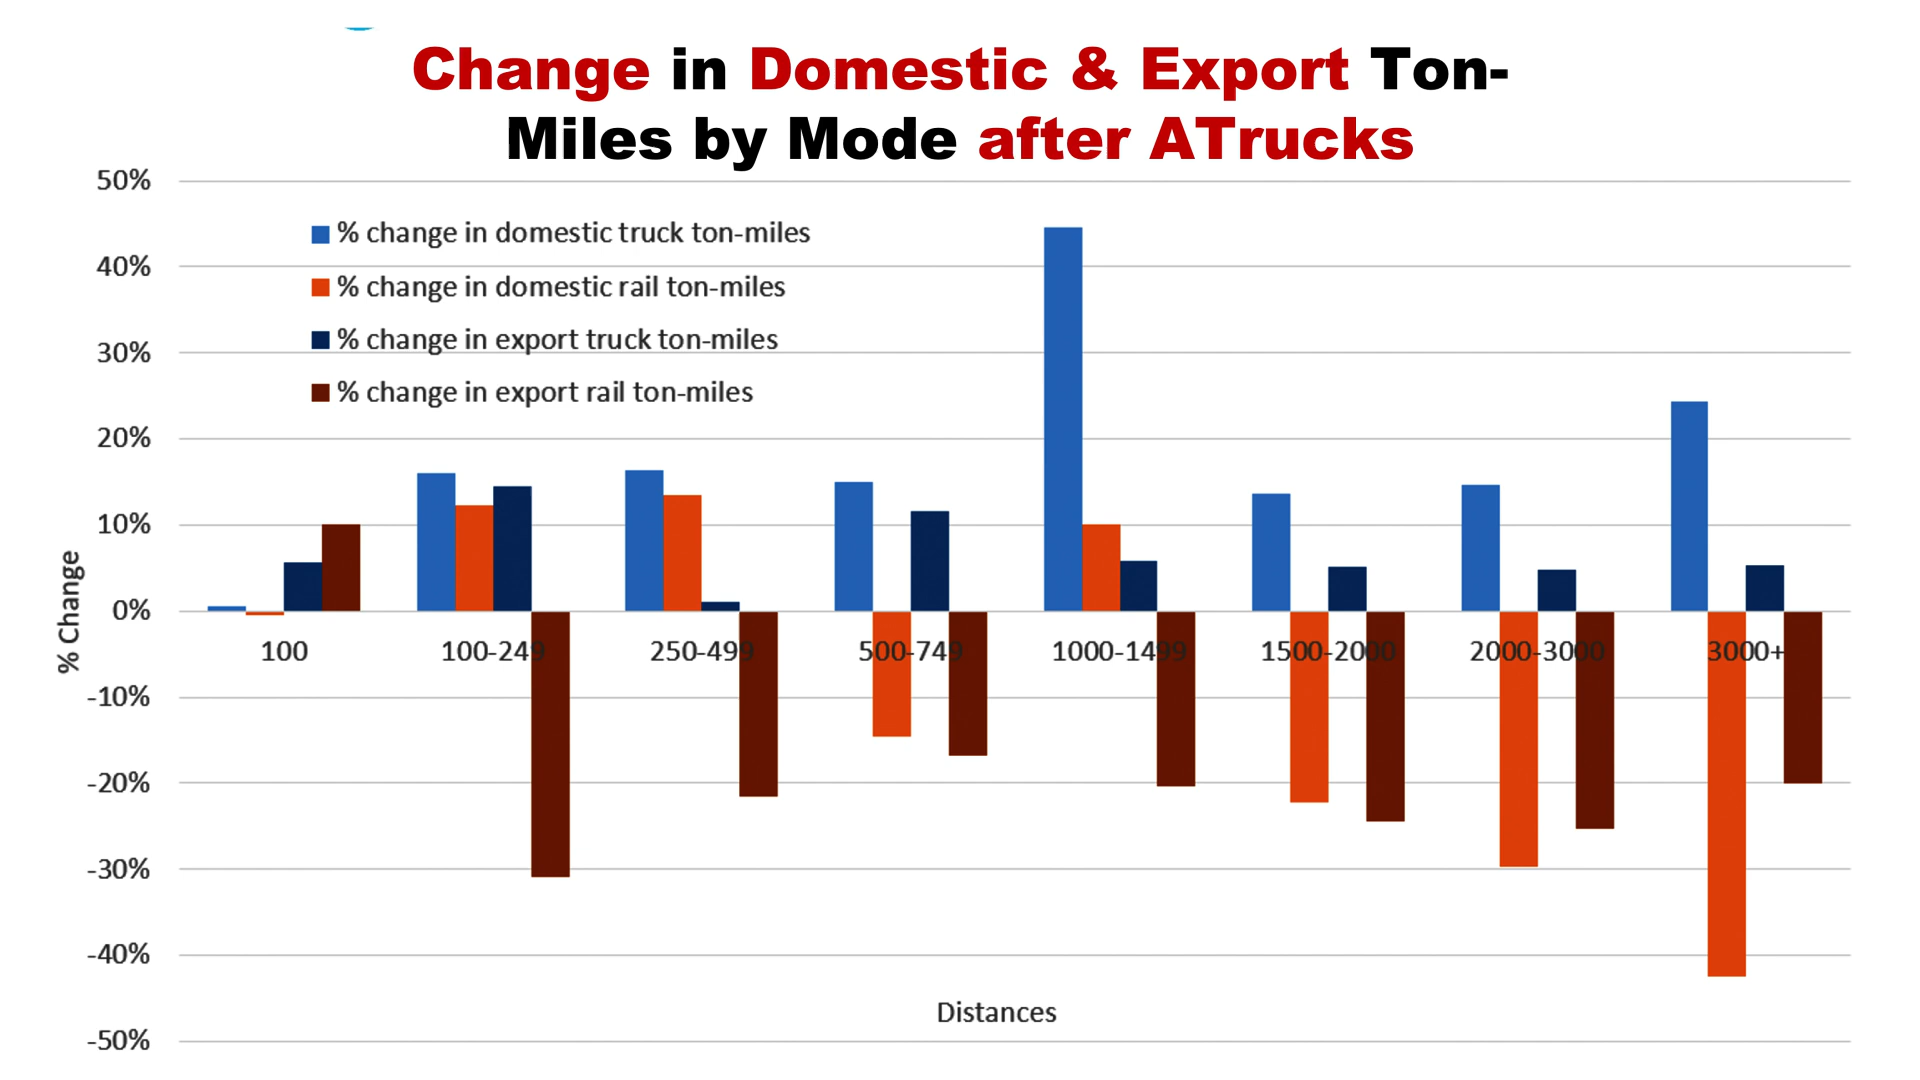 Change in Domestic & Export Ton-
Miles by Mode after ATrucks
50%
40%
30%
20%
10%
0%
-10%
-20%
-30%
-40%
-50%
% Change
% change in domestic truck ton-miles
% change in domestic rail ton-miles
% change in export truck ton-miles
% change in export rail ton-miles
100 100-249 250-499 500-749 1000-1499 1500-2000 2000-3000 3000+
Distances